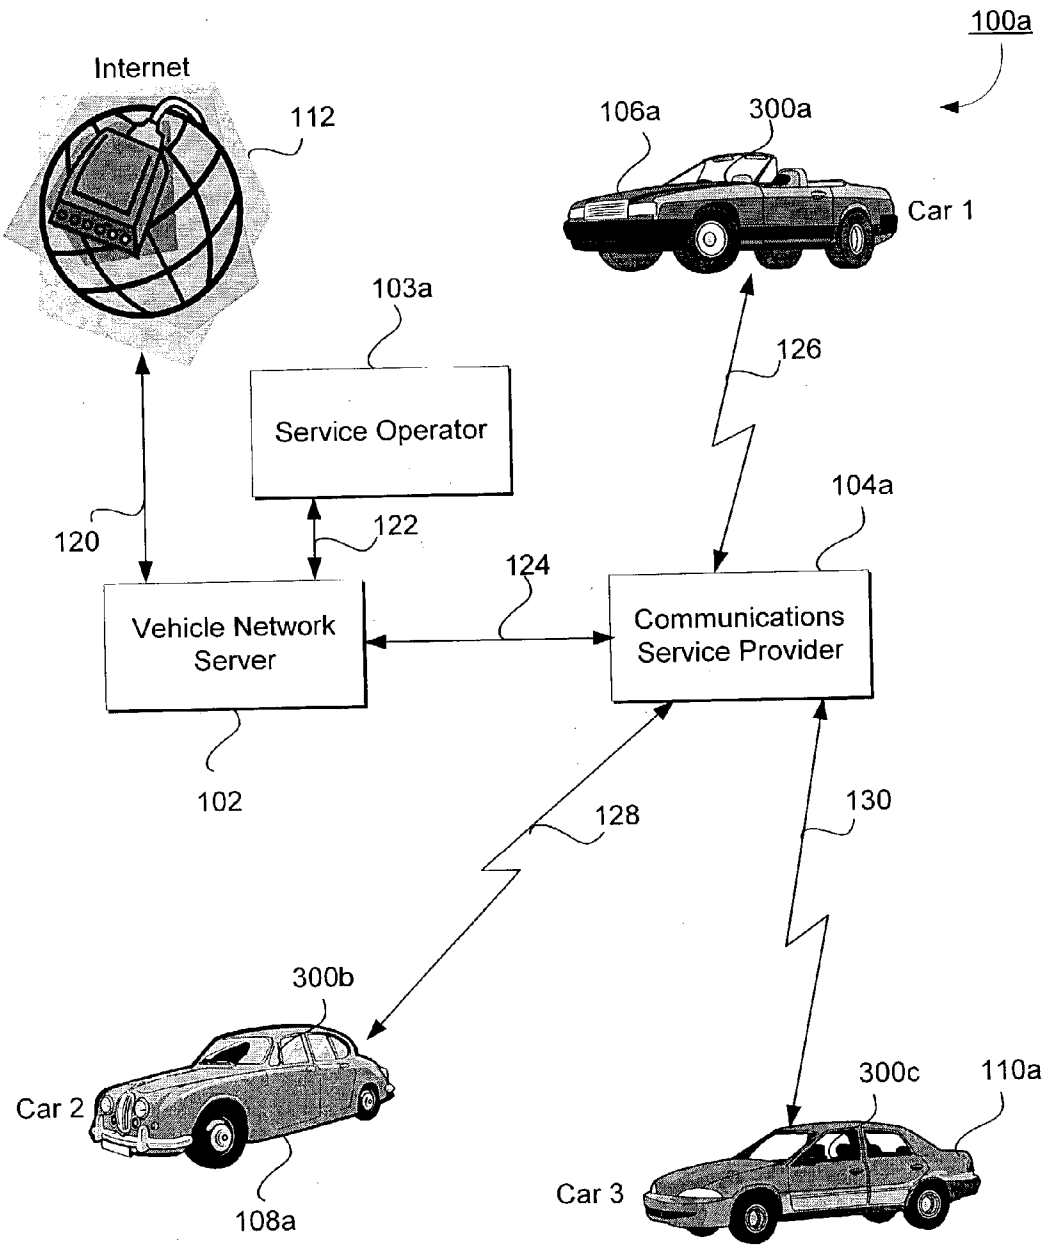 100a
Internet
112
106a
300a
Car 1
103a
126
Service Operator
104a
120
122
124
Vehicle Network
Server
Communications
Service Provider
102
128
130
300b
Car 2
108a
300c
110a
Car 3